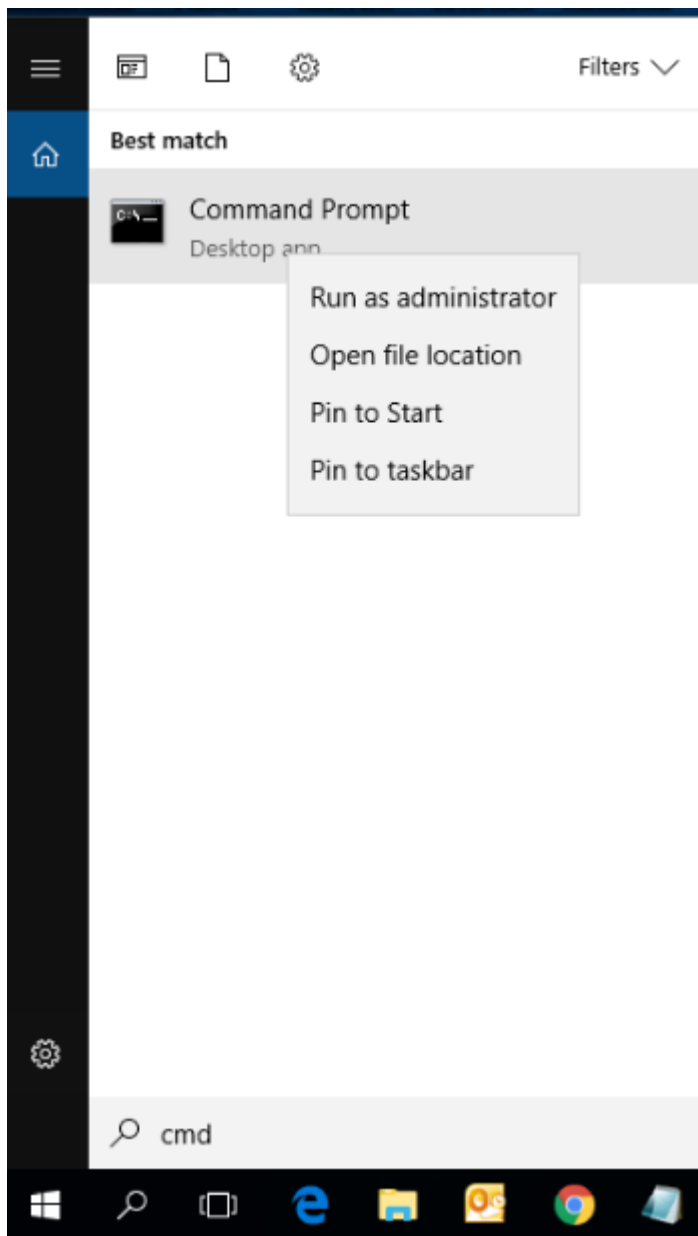 Filters
Best match
Command Prompt
Desktop app
Run as administrator
Open file location
Pin to Start
Pin to taskbar
cmd